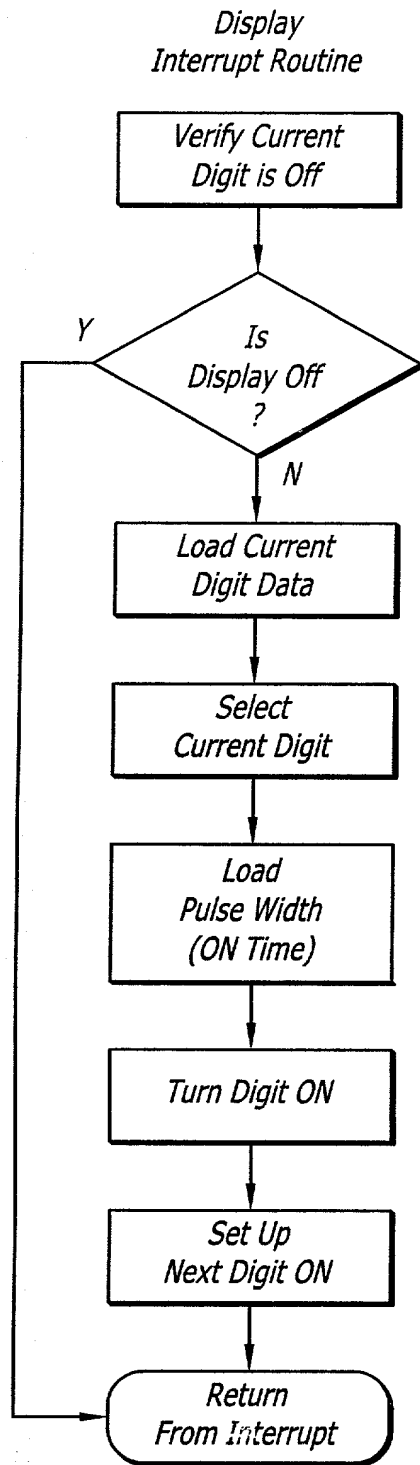 Display
Interrupt Routine
Verify Current
Digit is Off
Y
Is
Display Off
?
N
Load Current
Digit Data
Select
Current Digit
Load
Pulse Width
(ON Time)
Turn Digit ON
Set Up
Next Digit ON
Return
From Interrupt